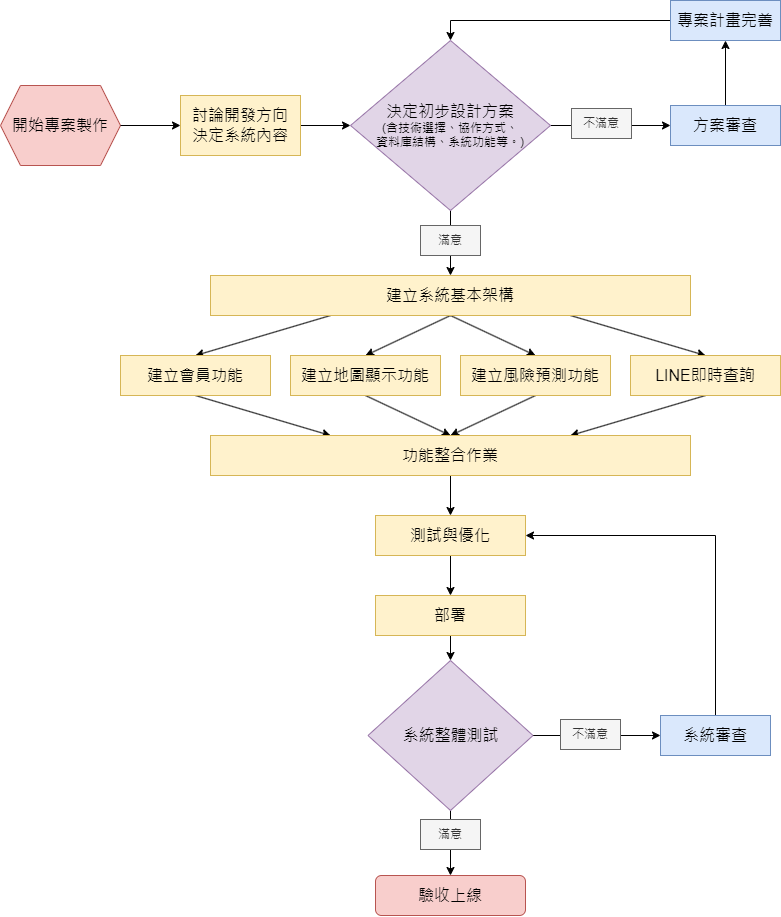 專案計畫完善
開始專案製作
討論開發方向
決定系統內容
決定初步設計方案
(含技術選擇、協作方式、
資料庫結構、系統功能等。)
不滿意
方案審查
滿意
建立系統基本架構
建立會員功能
建立地圖顯示功能
建立風險預測功能
LINE即時查詢
功能整合作業
測試與優化
部署
系統整體測試
不滿意
系統審查
滿意
驗收上線